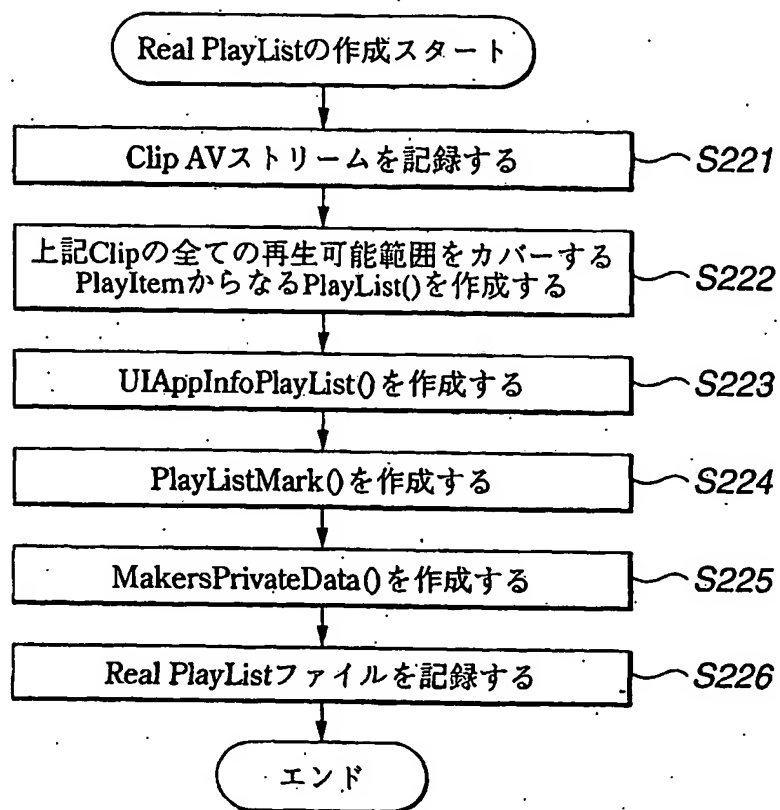 Real PlayListの作成スタート
Clip AVストリームを記録する
S221
上記Clipの全ての再生可能範囲をカバーする
PlayItemからなるPlayList()を作成する
S222
UIAppInfoPlayList()を作成する
S223
PlayListMark()を作成する
S224
MakersPrivateData()を作成する
S225
Real PlayListファイルを記録する
S226
エンド